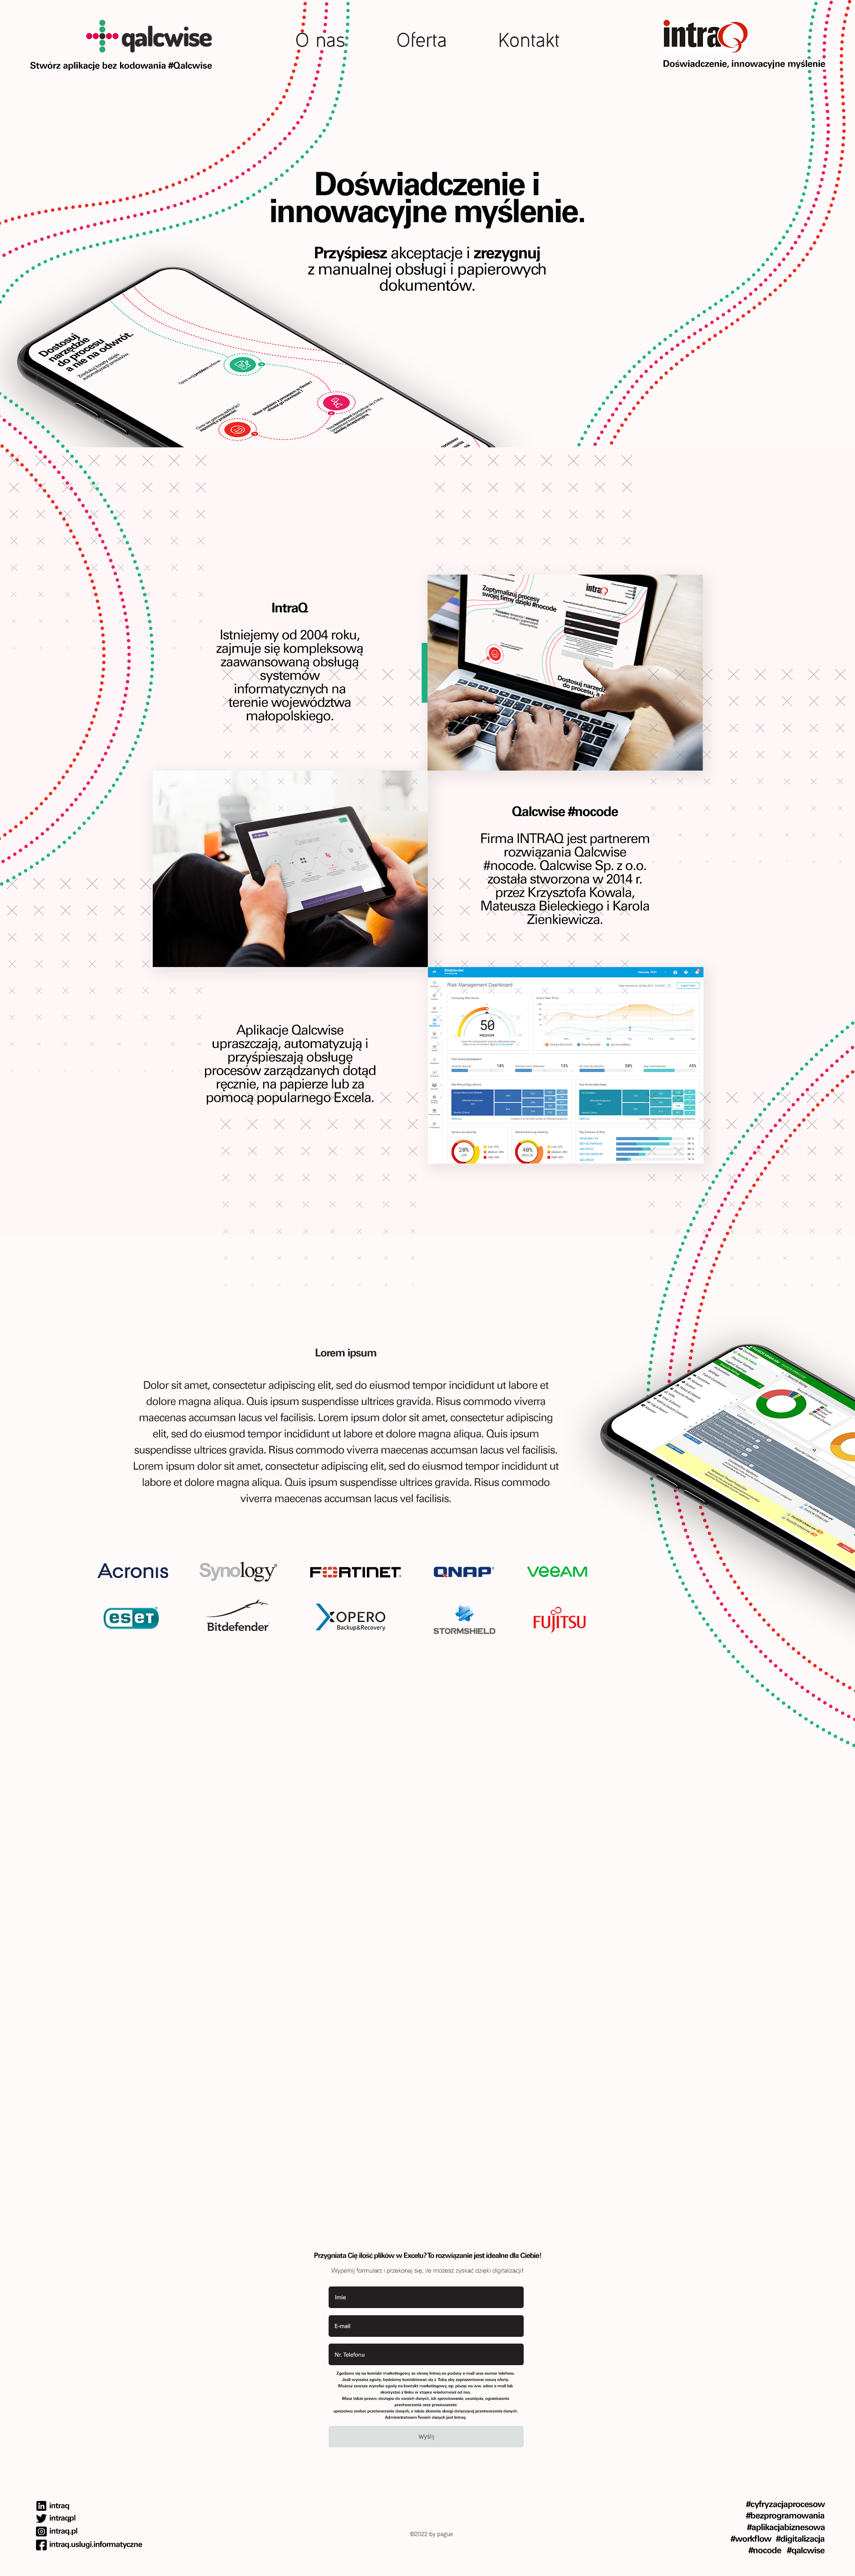 qalcwise
Stwórz aplikacje bez kodowania #Qalcwise
O nas
Oferta
Kontakt
intraQ
Doświadczenie, innowacyjne myślenie
Doświadczenie i
innowacyjne myślenie.
Przyśpiesz akceptacje i zrezygnuj
z manualnej obsługi i papierowych
dokumentów.
Dostosuj
narzędzie
do procesu
a nie na odwrót.
IntraQ
Istniejemy od 2004 roku,
zajmuje się kompleksową
zaawansowaną obsługą
systemów
informatycznych na
terenie województwa
małopolskiego.
intraQ
Zoptymalizuj procesy
swojej firmy dzięki #nocode
Qalcwise #nocode
Firma INTRAQ jest partnerem
rozwiązania Qalcwise
#nocode. Qalcwise Sp. z o.o.
została stworzona w 2014 r.
przez Krzysztofa Kowala,
Mateusza Bieleckiego i Karola
Zienkiewicza.
Aplikacje Qalcwise
upraszczają, automatyzują i
przyśpieszają obsługę
procesów zarządzanych dotąd
ręcznie, na papierze lub za
pomocą popularnego Excela.
Bitdefender
Risk Management Dashboard
50
MEDIUM
20%
40%
Lorem ipsum
Dolor sit amet, consectetur adipiscing elit, sed do eiusmod tempor incididunt ut labore et
dolore magna aliqua. Quis ipsum suspendisse ultrices gravida. Risus commodo viverra
maecenas accumsan lacus vel facilisis. Lorem ipsum dolor sit amet, consectetur adipiscing
elit, sed do eiusmod tempor incididunt ut labore et dolore magna aliqua. Quis ipsum
suspendisse ultrices gravida. Risus commodo viverra maecenas accumsan lacus vel facilisis.
Lorem ipsum dolor sit amet, consectetur adipiscing elit, sed do eiusmod tempor incididunt ut
labore et dolore magna aliqua. Quis ipsum suspendisse ultrices gravida. Risus commodo
viverra maecenas accumsan lacus vel facilisis.
Acronis
Synology
FORTINET
QNAP
veeAM
eseT
Bitdefender
XOPERO
Backup&Recovery
STORMSHIELD
FUJITSU
Przygniata Cię ilość plików w Excelu? To rozwiązanie jest idealne dla Ciebie!
Wypełnij formularz i przekonaj się, ile możesz zyskać dzięki digitalizacji!
Imie
E-mail
Nr. Telefonu
Wyślij
intraq
intraqpl
intraq.pl
intraq.uslugi.informatyczne
©2022 by pague
#cyfryzacjaprocesow
#bezprogramowania
#aplikacjabiznesowa
#workflow #digitalizacja
#nocode #qalcwise